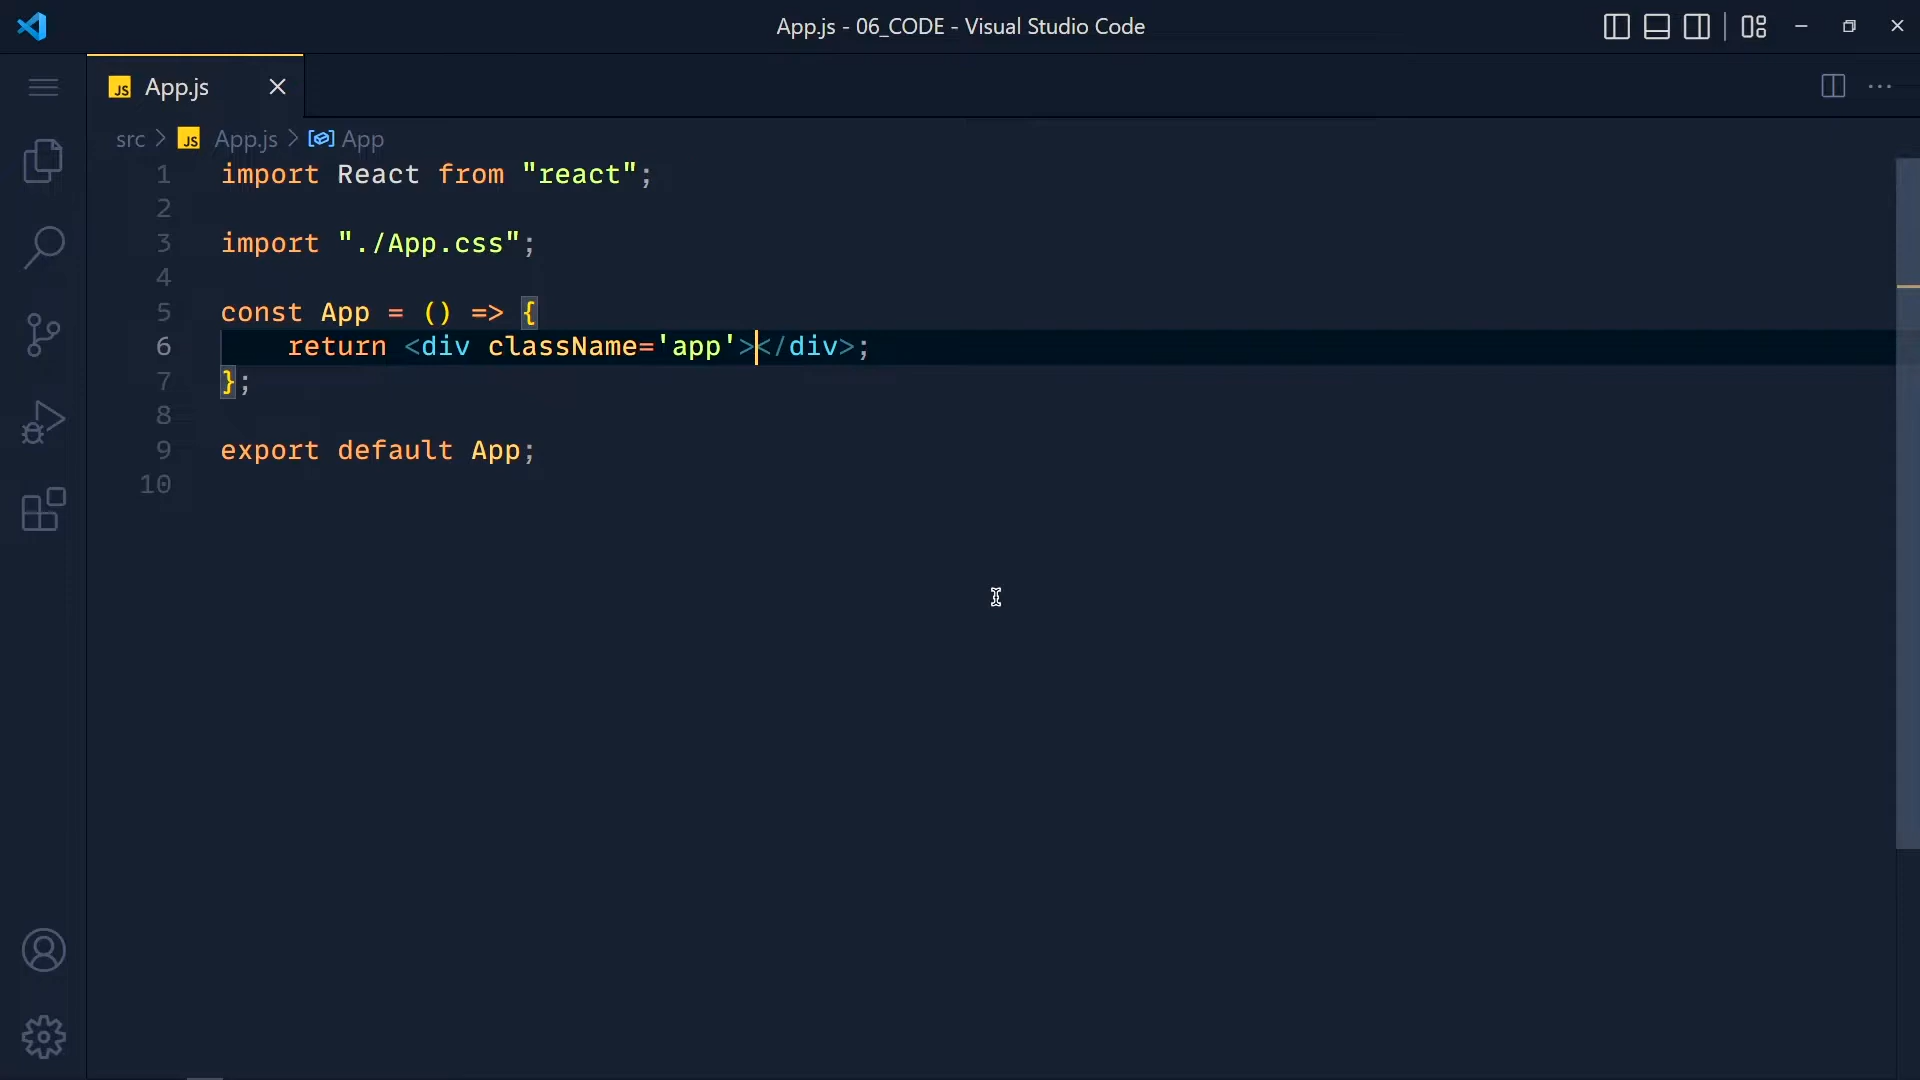 App.js - 06_CODE - Visual Studio Code
JS App.js
src > JS App.js > App
1 import React from "react";
2
3 import "./App.css";
4
5 const App = () => {
6     return <div className='app'></div>;
7 };
8
9 export default App;
10